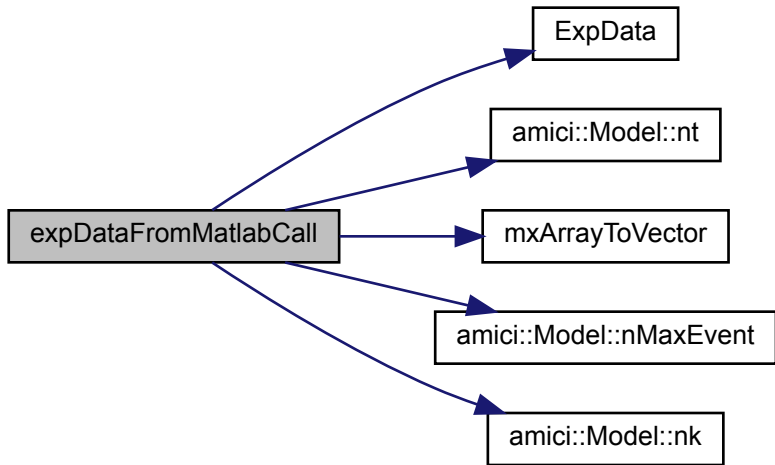 ExpData
amici::Model::nt
expDataFromMatlabCall
mxArrayToVector
amici::Model::nMaxEvent
amici::Model::nk